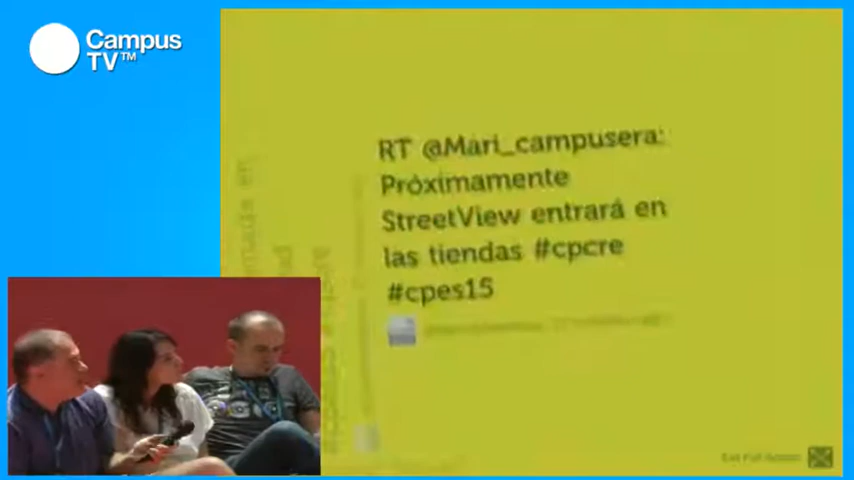 Campus
TV™
RT @Mari_campusera:
Próximamente
StreetView entrará en
las tiendas #cpcre
#cpes15